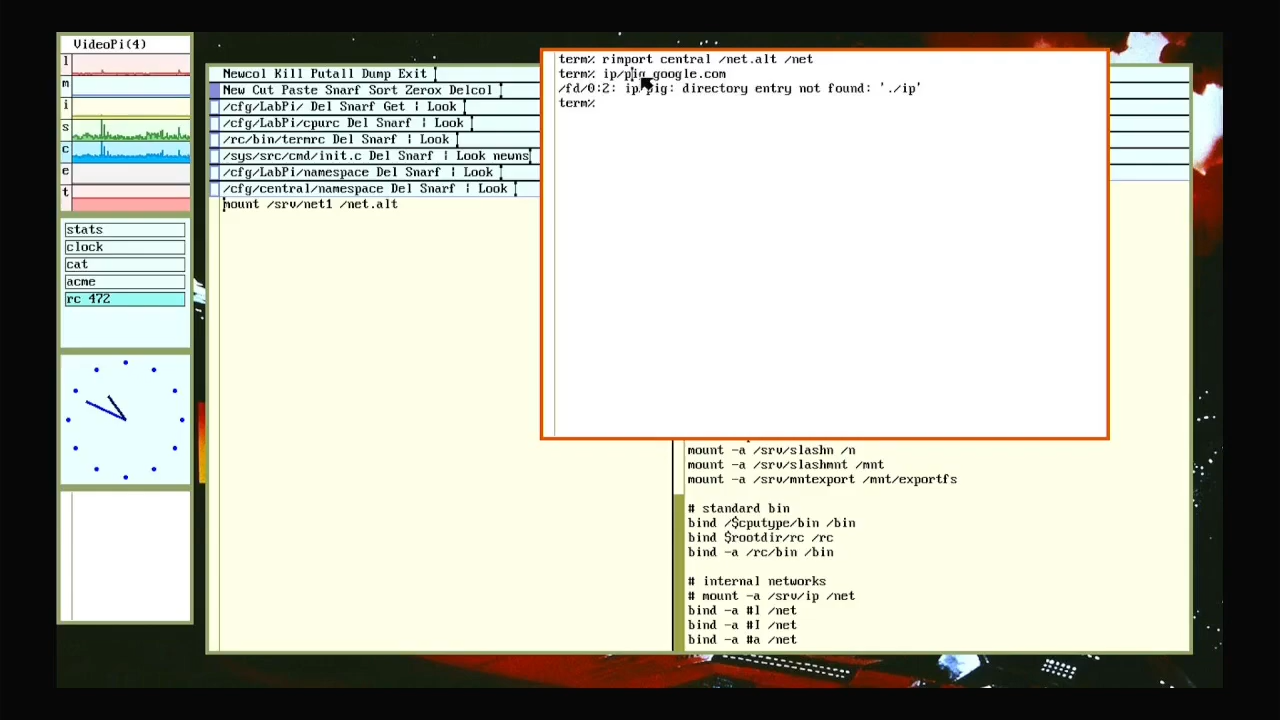 VideoPi(4)
l
m
i
s
c
e
t
stats
clock
cat
acme
rc 472
Newcol Kill Putall Dump Exit
New Cut Paste Snarf Sort Zerox Delcol
/cfg/LabPi/ Del Snarf Get | Look
/cfg/LabPi/cpurc Del Snarf | Look
/rc/bin/termrc Del Snarf | Look
/sys/src/cmd/init.c Del Snarf | Look newns
/cfg/LabPi/namespace Del Snarf | Look
/cfg/central/namespace Del Snarf | Look
mount /srv/net1 /net.alt
term% rimport central /net.alt /net
term% ip/pig google.com
/fd/0:2: ip/pig: directory entry not found: './ip'
term%
mount -a /srv/slashn /n
mount -a /srv/slashmnt /mnt
mount -a /srv/mntexport /mnt/exportfs
# standard bin
bind /$cputype/bin /bin
bind $rootdir/rc /rc
bind -a /rc/bin /bin
# internal networks
# mount -a /srv/ip /net
bind -a #l /net
bind -a #I /net
bind -a #a /net